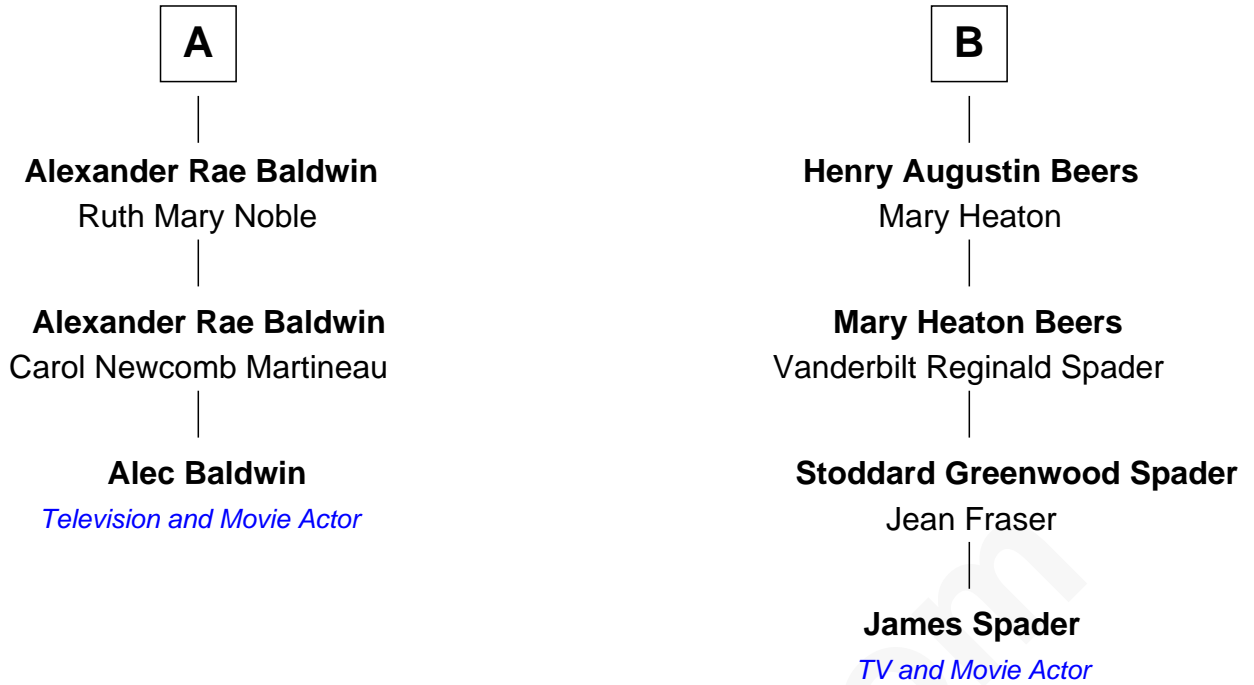 A
Alexander Rae Baldwin
Ruth Mary Noble
Alexander Rae Baldwin
Carol Newcomb Martineau
Alec Baldwin
Television and Movie Actor
B
Henry Augustin Beers
Mary Heaton
Mary Heaton Beers
Vanderbilt Reginald Spader
Stoddard Greenwood Spader
Jean Fraser
James Spader
TV and Movie Actor